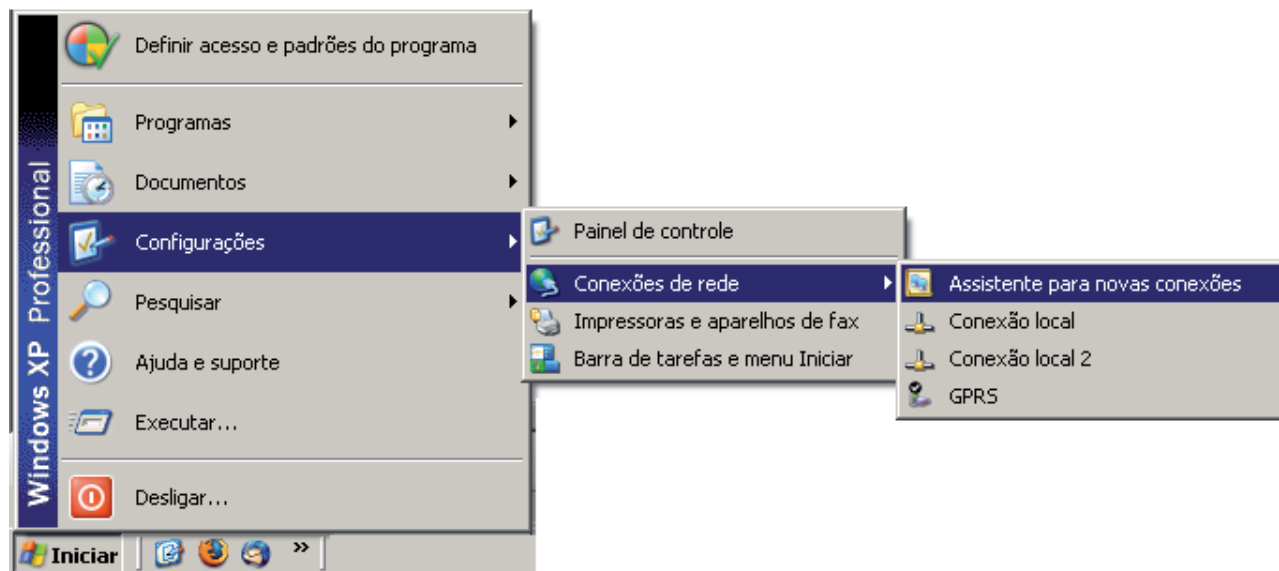 Windows XP Professional
Definir acesso e padrões do programa
Programas
Documentos
Configurações
Pesquisar
Ajuda e suporte
Executar...
Desligar...
Painel de controle
Conexões de rede
Impressoras e aparelhos de fax
Barra de tarefas e menu Iniciar
Assistente para novas conexões
Conexão local
Conexão local 2
GPRS
Iniciar